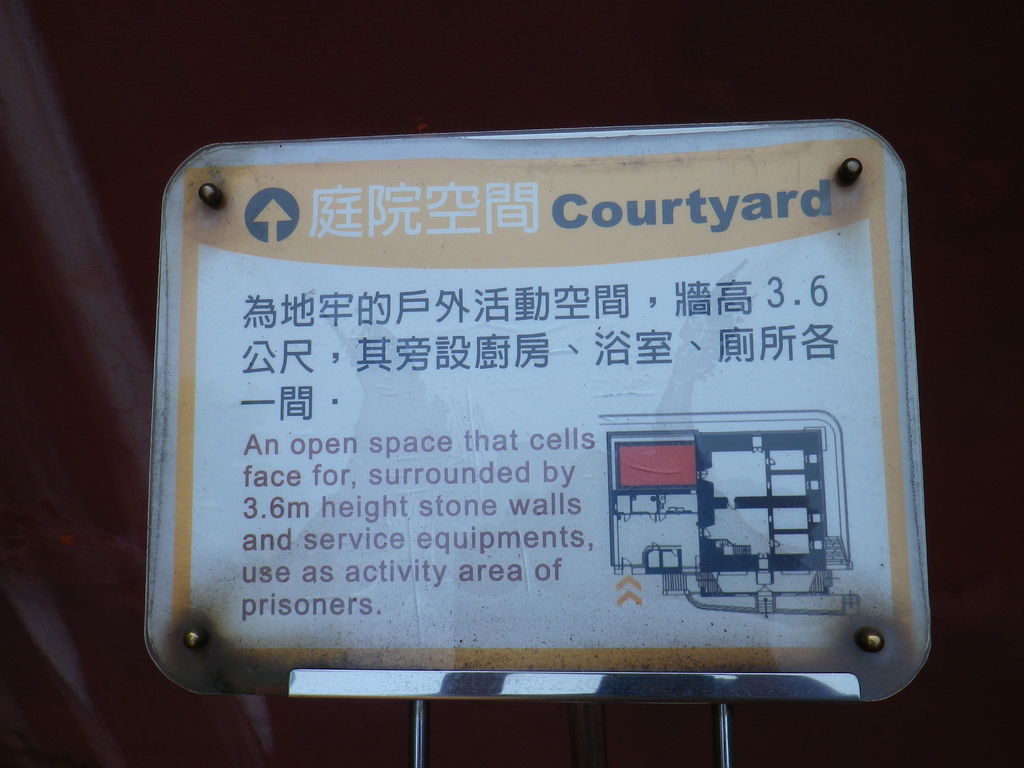 庭院空間 Courtyard
為地牢的戶外活動空間，牆高3.6
公尺，其旁設廚房、浴室、廁所各
一間．
An open space that cells
face for, surrounded by
3.6m height stone walls
and service equipments,
use as activity area of
prisoners.